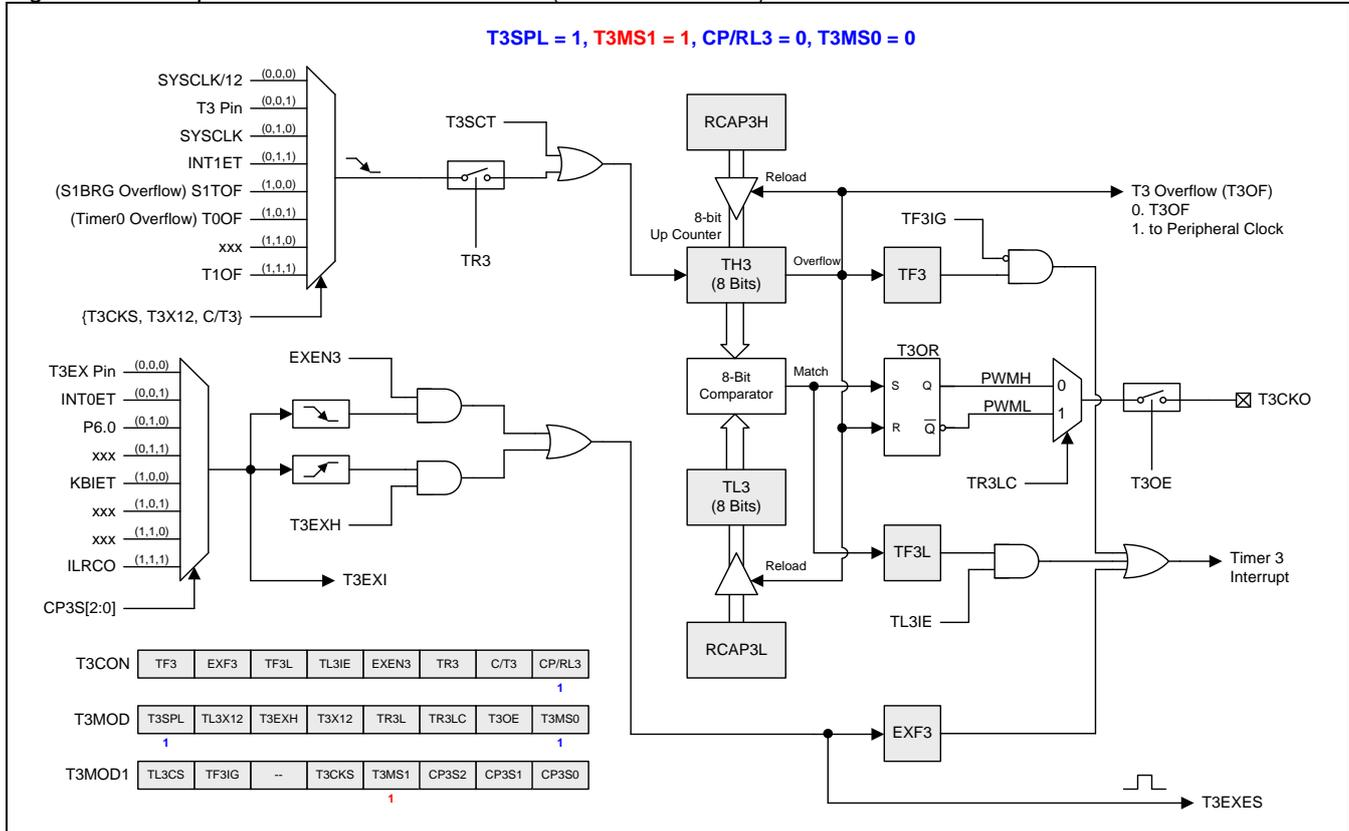 T3SPL = 1, T3MS1 = 1, CP/RL3 = 0, T3MS0 = 0
SYSCLK/12 (0,0,0)
T3 Pin (0,0,1)
SYSCLK (0,1,0)
INT1ET (0,1,1)
(S1BRG Overflow) S1TOF (1,0,0)
(Timer0 Overflow) T0OF (1,0,1)
xxx (1,1,0)
T1OF (1,1,1)
{T3CKS, T3X12, C/T3}
T3SCT
TR3
RCAP3H
Reload
8-bit
Up Counter
TH3
(8 Bits)
Overflow
T3 Overflow (T3OF)
0. T3OF
1. to Peripheral Clock
TF3IG
TF3
T3EX Pin (0,0,0)
INT0ET (0,0,1)
P6.0 (0,1,0)
xxx (0,1,1)
KBIET (1,0,0)
xxx (1,0,1)
xxx (1,1,0)
ILRCO (1,1,1)
CP3S[2:0]
EXEN3
T3EXH
T3EXI
8-Bit
Comparator
Match
T3OR
S Q
R Q
PWMH
PWML
0
1
TR3LC
T3OE
T3CKO
TL3
(8 Bits)
Reload
RCAP3L
TF3L
TL3IE
Timer 3
Interrupt
EXF3
T3EXES
T3CON TF3 EXF3 TF3L TL3IE EXEN3 TR3 C/T3 CP/RL3
1
T3MOD T3SPL TL3X12 T3EXH T3X12 TR3L TR3LC T3OE T3MS0
1 1
T3MOD1 TL3CS TF3IG -- T3CKS T3MS1 CP3S2 CP3S1 CP3S0
1